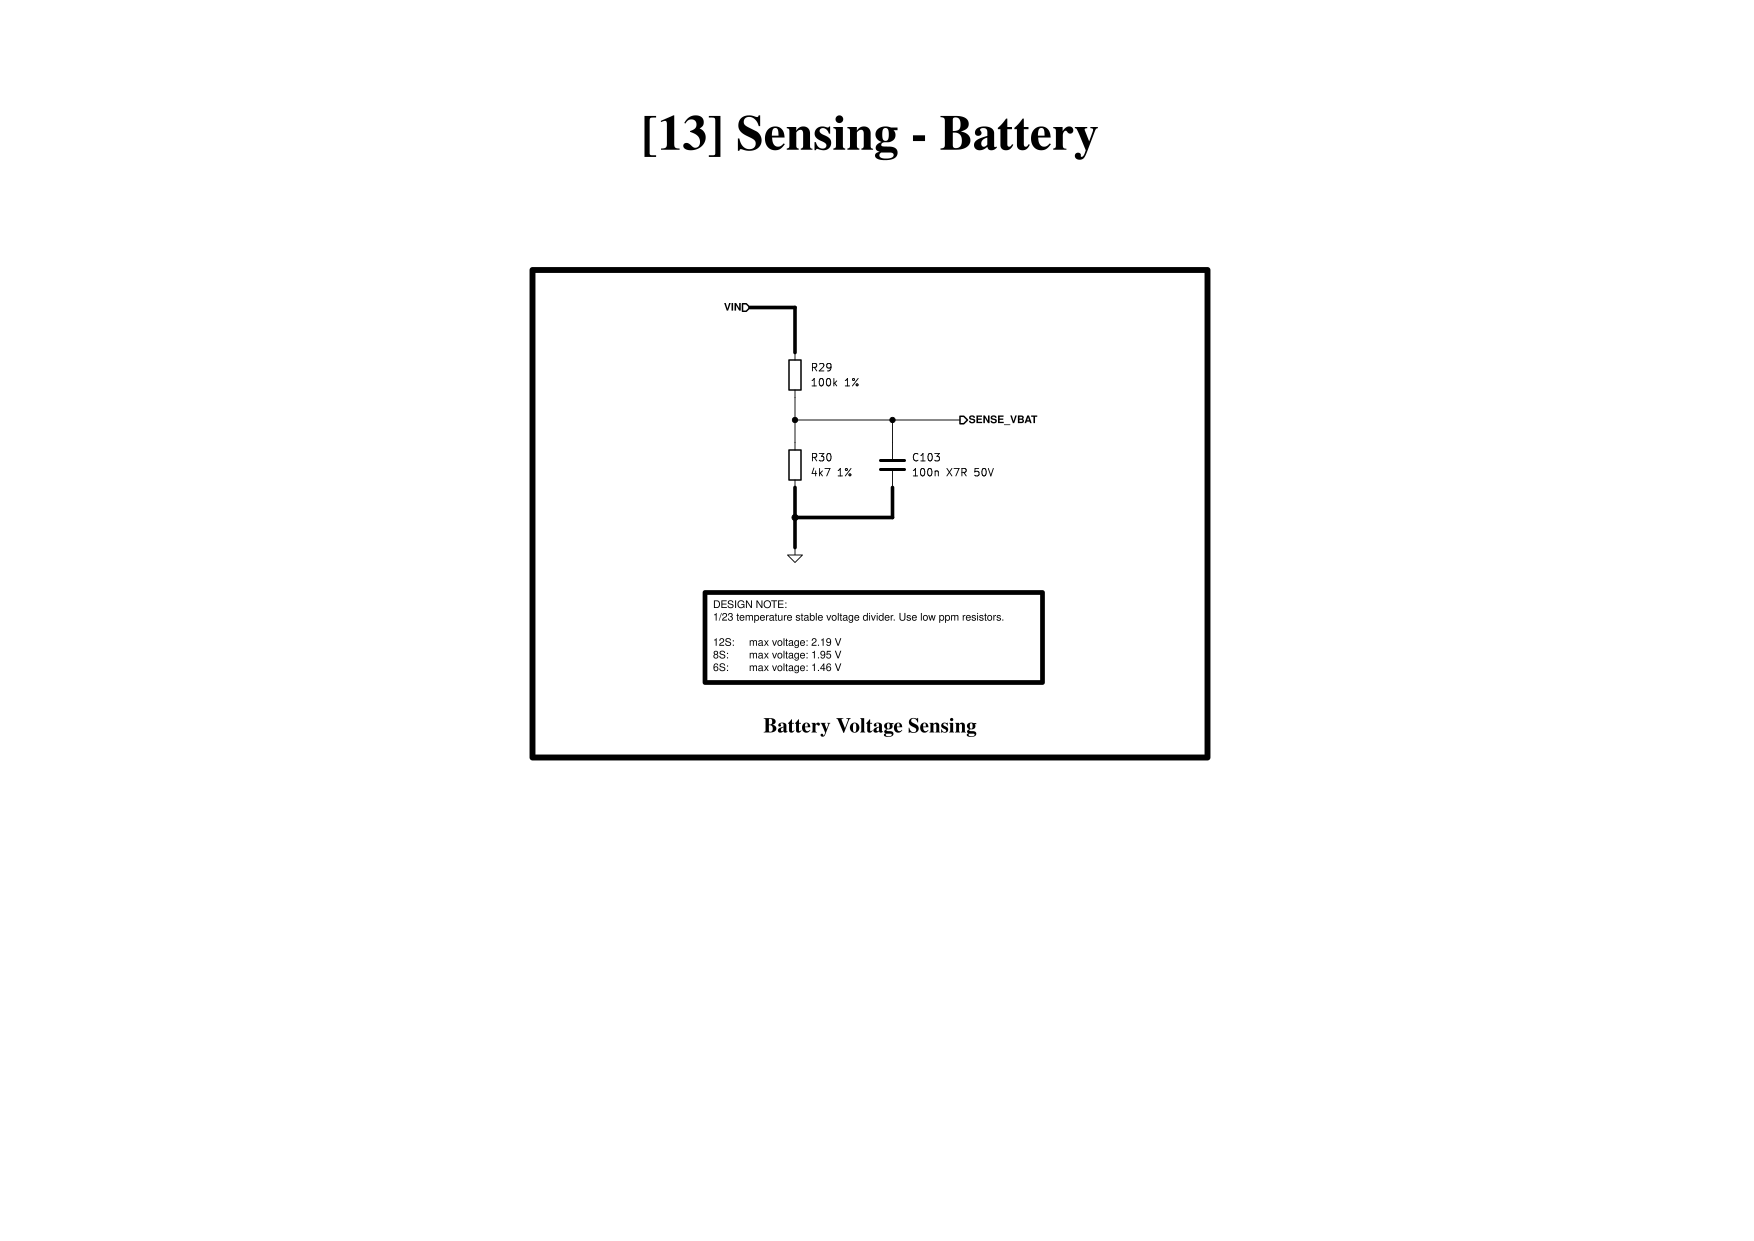 [13] Sensing - Battery
VIN
R29
100k 1%
SENSE_VBAT
R30
4k7 1%
C103
100n X7R 50V
DESIGN NOTE:
1/23 temperature stable voltage divider. Use low ppm resistors.
12S: max voltage: 2.19 V
8S: max voltage: 1.95 V
6S: max voltage: 1.46 V
Battery Voltage Sensing